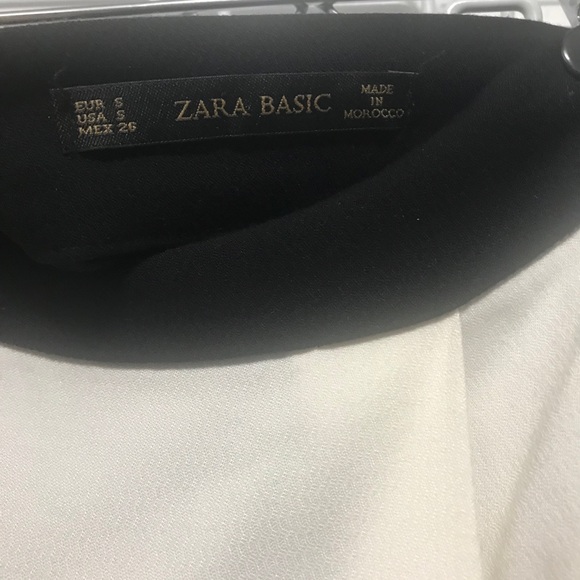 EUR S
USA S
MEX 26
ZARA BASIC
MADE
IN
MOROCCO